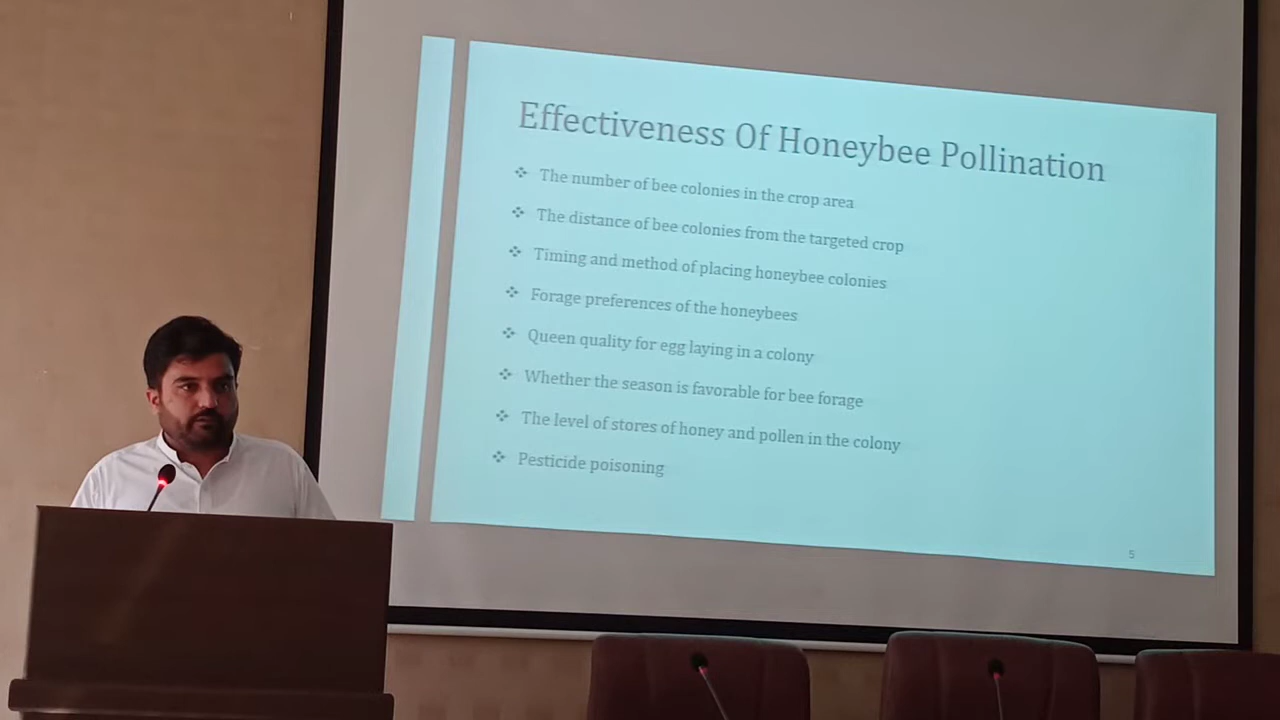 Effectiveness Of Honeybee Pollination
❖ The number of bee colonies in the crop area
❖ The distance of bee colonies from the targeted crop
❖ Timing and method of placing honeybee colonies
❖ Forage preferences of the honeybees
❖ Queen quality for egg laying in a colony
❖ Whether the season is favorable for bee forage
❖ The level of stores of honey and pollen in the colony
❖ Pesticide poisoning
5